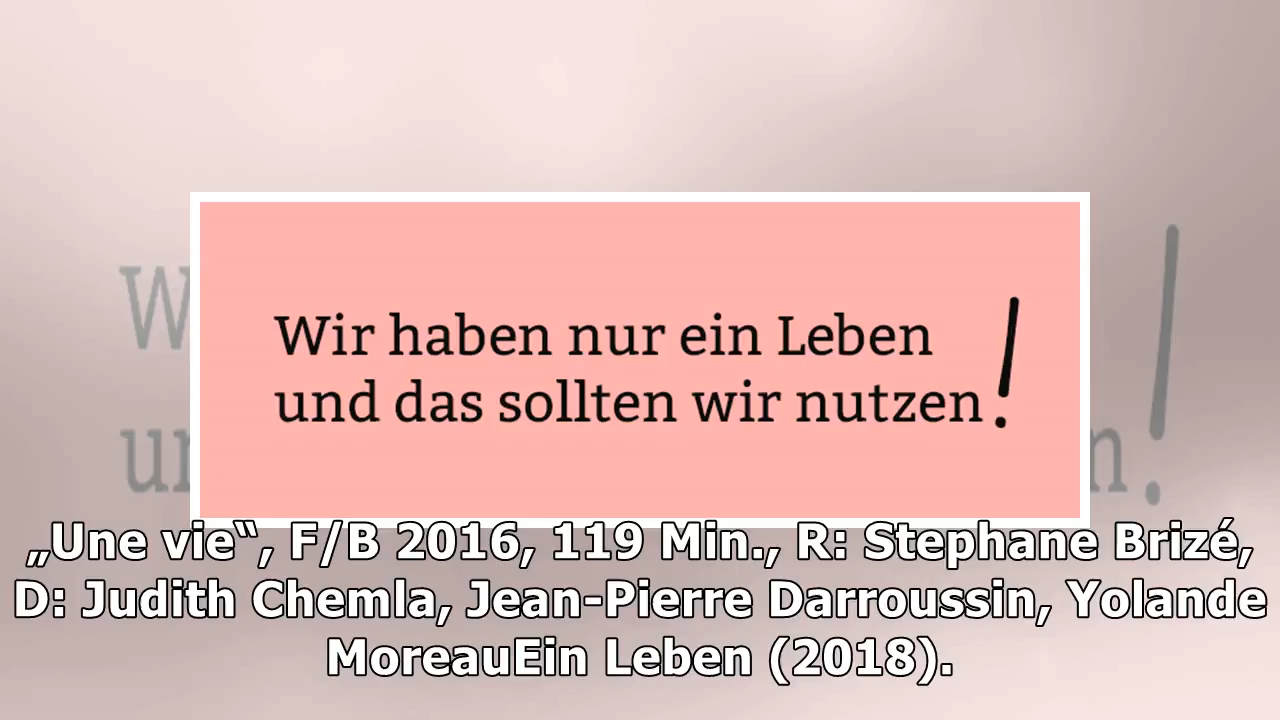 Wir haben nur ein Leben
und das sollten wir nutzen!
„Une vie“, F/B 2016, 119 Min., R: Stephane Brizé,
D: Judith Chemla, Jean-Pierre Darroussin, Yolande
MoreauEin Leben (2018).